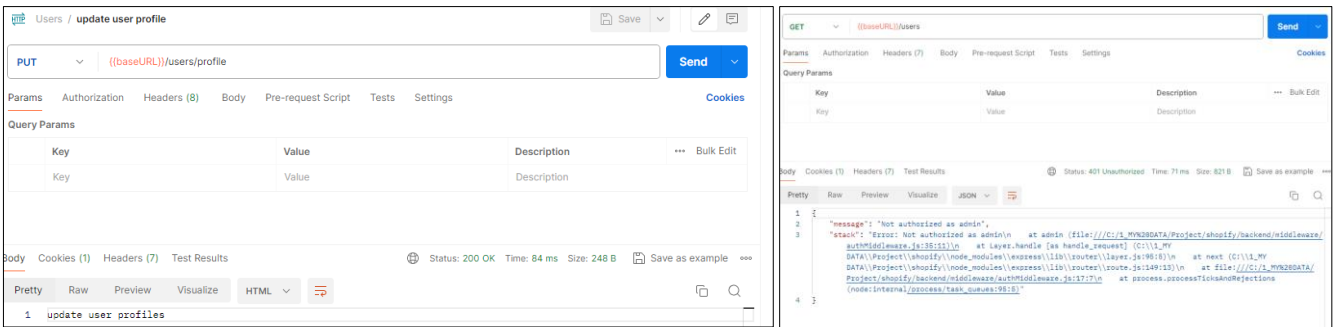 HTTP Users / update user profile Save
PUT {{baseURL}}/users/profile Send
Params Authorization Headers (8) Body Pre-request Script Tests Settings Cookies
Query Params
Key Value Description ••• Bulk Edit
Key Value Description
Body Cookies (1) Headers (7) Test Results Status: 200 OK Time: 84 ms Size: 248 B Save as example •••
Pretty Raw Preview Visualize HTML
1 update user profiles
GET {{baseURL}}/users Send
Params Authorization Headers (7) Body Pre-request Script Tests Settings Cookies
Query Params
Key Value Description ••• Bulk Edit
Key Value Description
Body Cookies (1) Headers (7) Test Results Status: 401 Unauthorized Time: 71 ms Size: 821 B Save as example •••
Pretty Raw Preview Visualize JSON
1 {
2 "message": "Not authorized as admin",
3 "stack": "Error: Not authorized as admin\n    at admin (file:///C:/1_MY%20DATA/Project/shopify/backend/middleware/
authMiddleware.js:35:11)\n    at Layer.handle [as handle_request] (C:\\1_MY
DATA\\Project\\shopify\\node_modules\\express\\lib\\router\\layer.js:95:5)\n    at next (C:\\1_MY
DATA\\Project\\shopify\\node_modules\\express\\lib\\router\\route.js:149:13)\n    at file:///C:/1_MY%20DATA/
Project/shopify/backend/middleware/authMiddleware.js:17:7\n    at process.processTicksAndRejections
(node:internal/process/task_queues:95:5)"
4 }